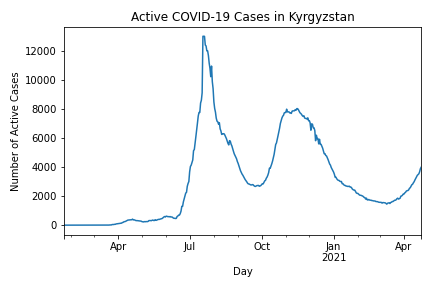 Active COVID-19 Cases in Kyrgyzstan
Number of Active Cases
12000
10000
8000
6000
4000
2000
0
Apr
Jul
Oct
Jan
2021
Apr
Day